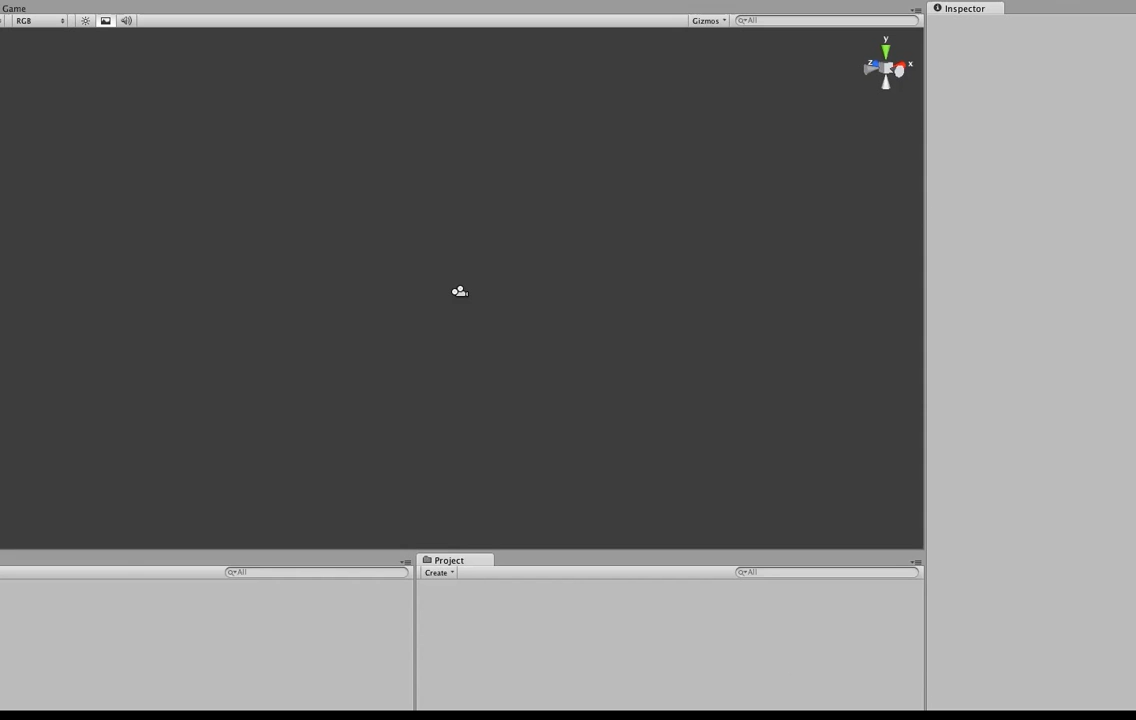 Game
Inspector
RGB
Gizmos
All
y
z
x
Project
All
Create
All